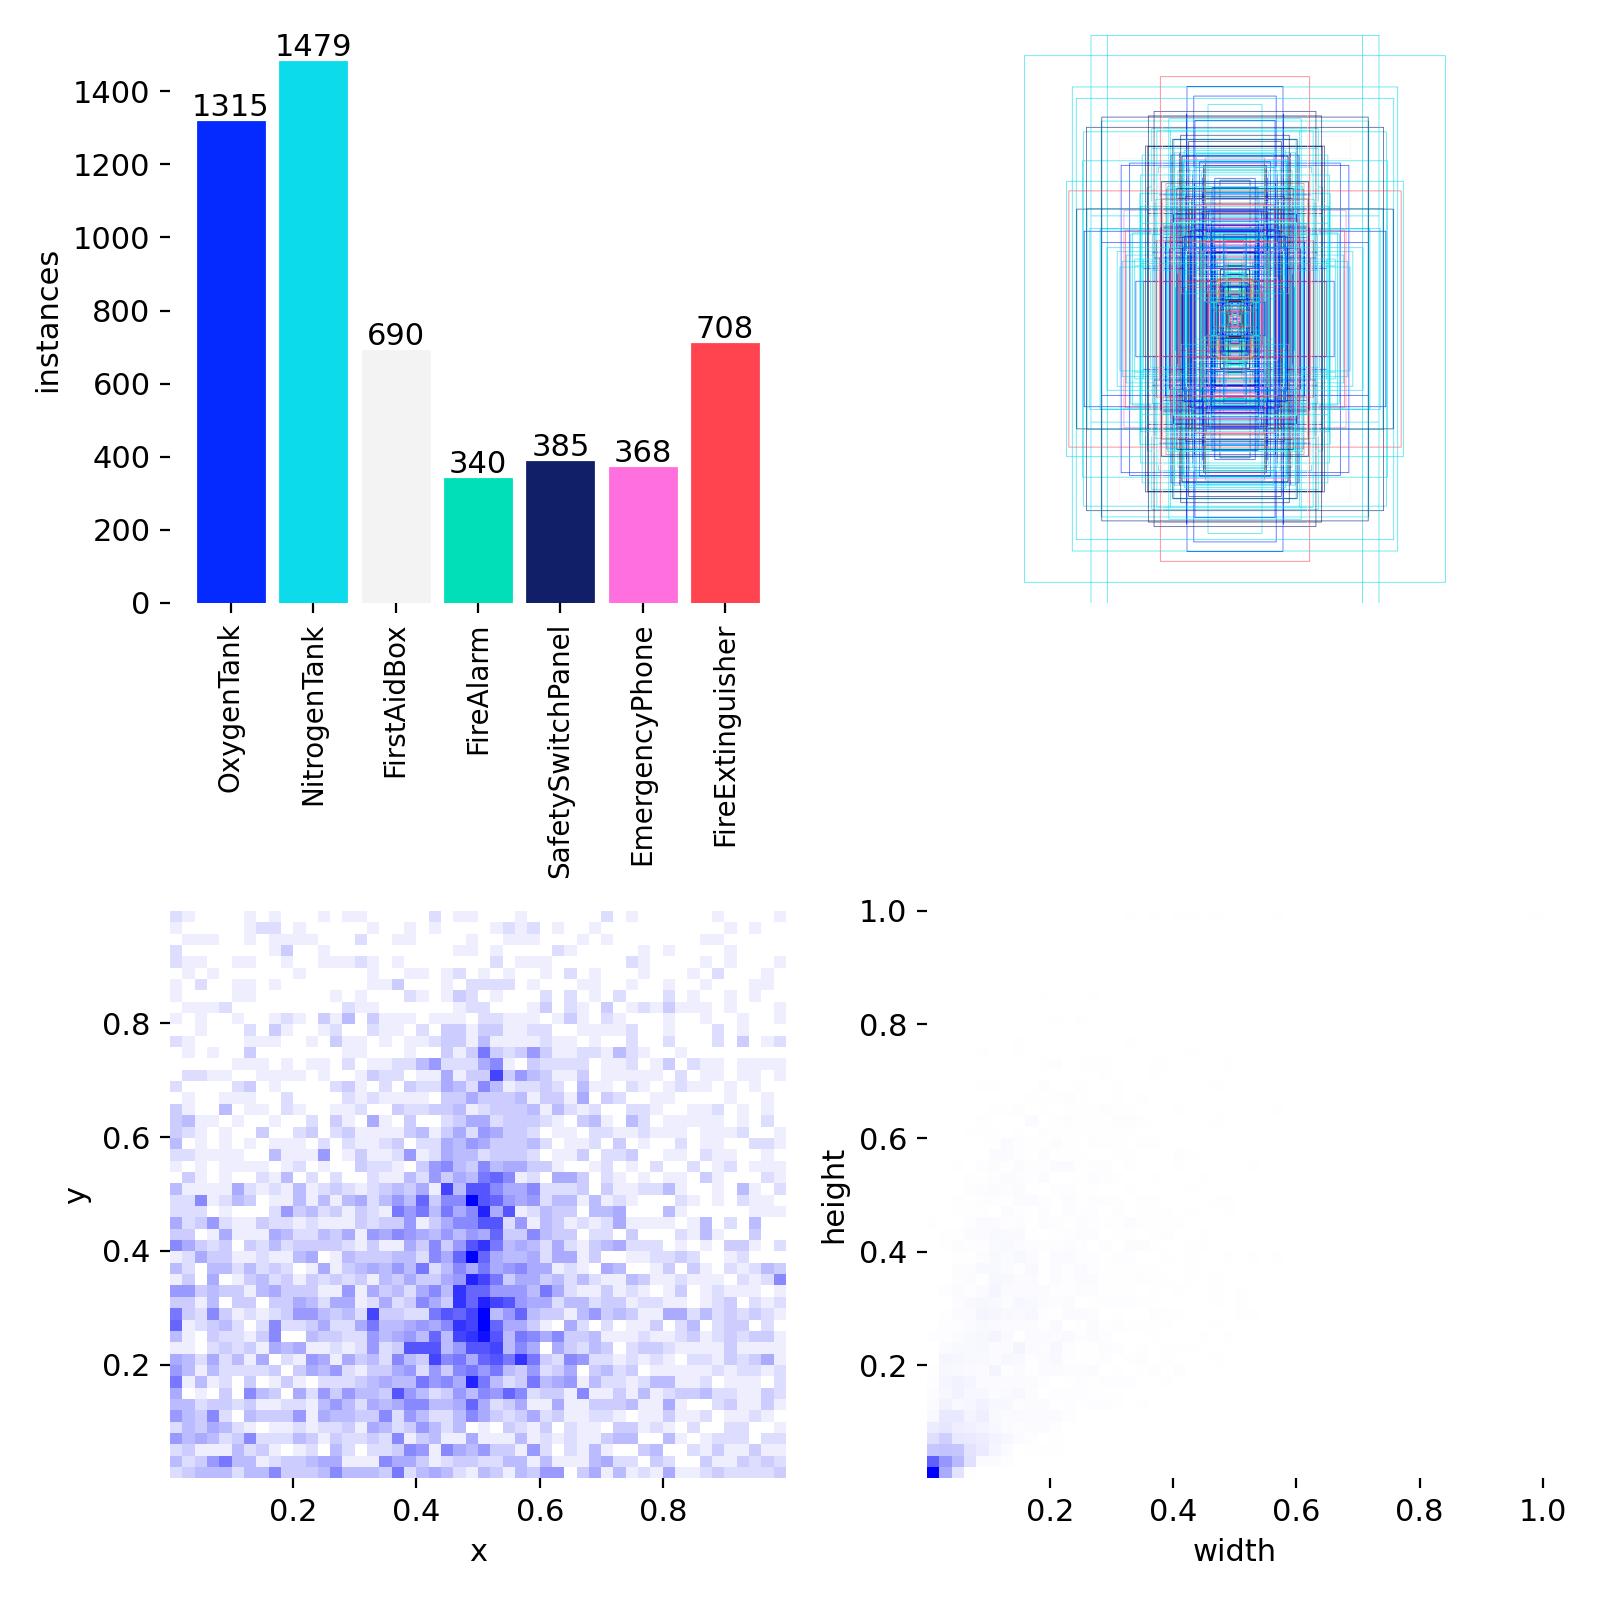 1479
1315
690
340
385
368
708
instances
1400
1200
1000
800
600
400
200
0
OxygenTank
NitrogenTank
FirstAidBox
FireAlarm
SafetySwitchPanel
EmergencyPhone
FireExtinguisher
y
0.8
0.6
0.4
0.2
0.2 0.4 0.6 0.8
x
height
1.0
0.8
0.6
0.4
0.2
0.2 0.4 0.6 0.8 1.0
width